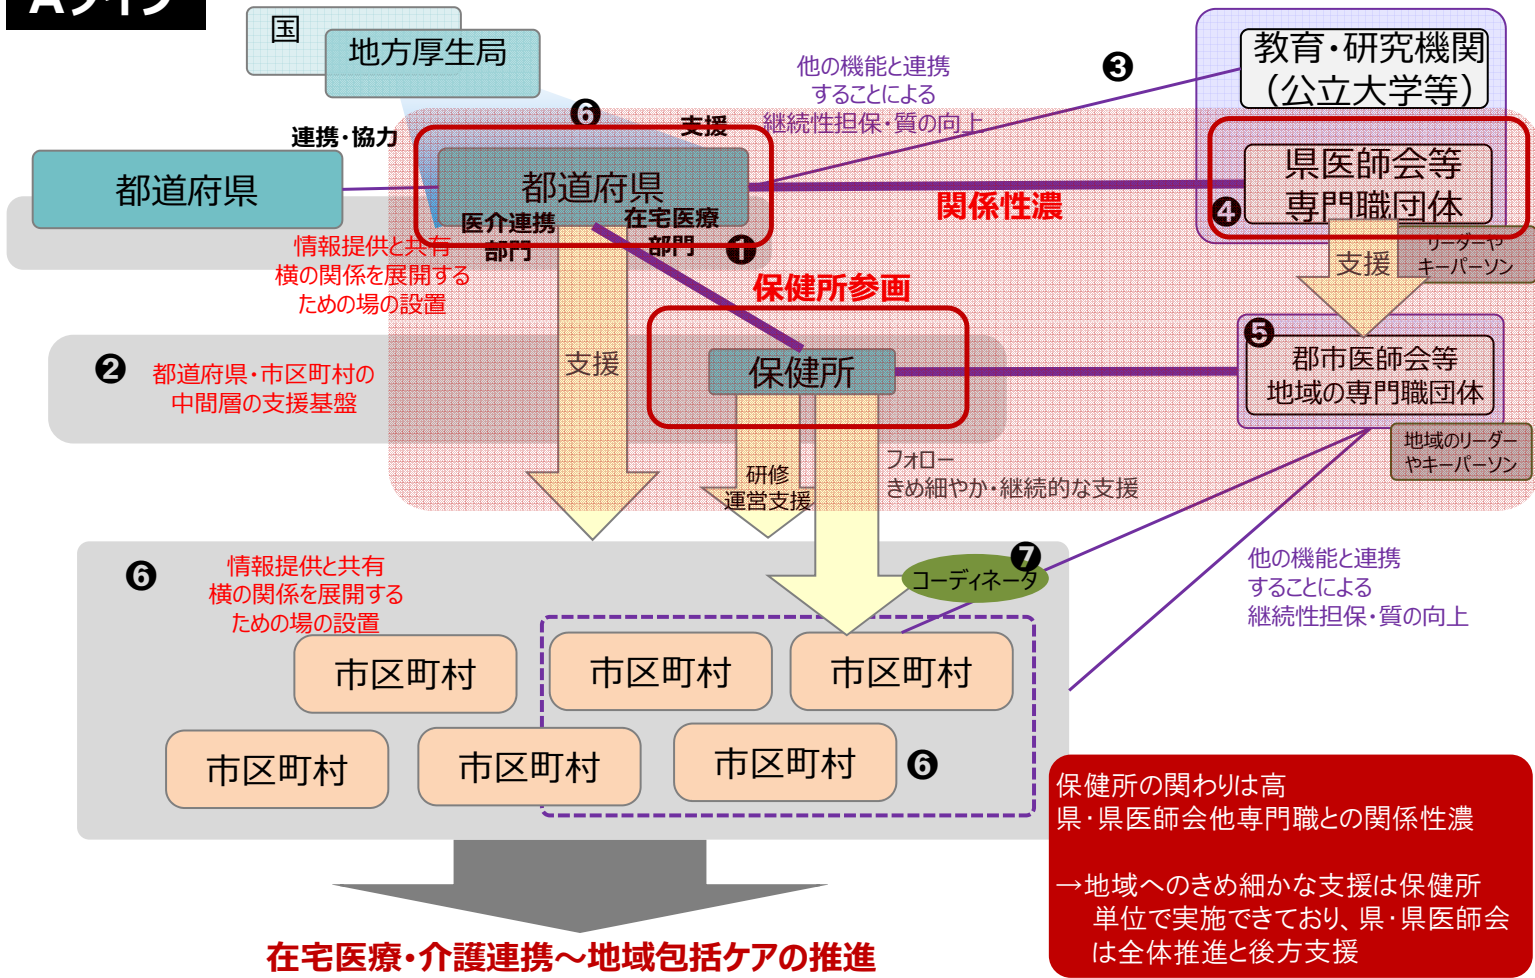 Aタイプ
国
地方厚生局
教育・研究機関
（公立大学等）
他の機能と連携
することによる
継続性担保・質の向上
❸
❻
支援
連携・協力
都道府県
都道府県
医介連携
部門
在宅医療
部門
❶
関係性濃
県医師会等
専門職団体
❹
リーダーや
キーパーソン
支援
情報提供と共有
横の関係を展開する
ための場の設置
保健所参画
❷
都道府県・市区町村の
中間層の支援基盤
支援
保健所
❺
郡市医師会等
地域の専門職団体
地域のリーダー
やキーパーソン
研修
運営支援
フォロー
きめ細やか・継続的な支援
❻
情報提供と共有
横の関係を展開する
ための場の設置
❼
コーディネータ
他の機能と連携
することによる
継続性担保・質の向上
市区町村
市区町村
市区町村
市区町村
市区町村
市区町村
❻
保健所の関わりは高
県・県医師会他専門職との関係性濃
→地域へのきめ細かな支援は保健所
単位で実施できており、県・県医師会
は全体推進と後方支援
在宅医療・介護連携～地域包括ケアの推進